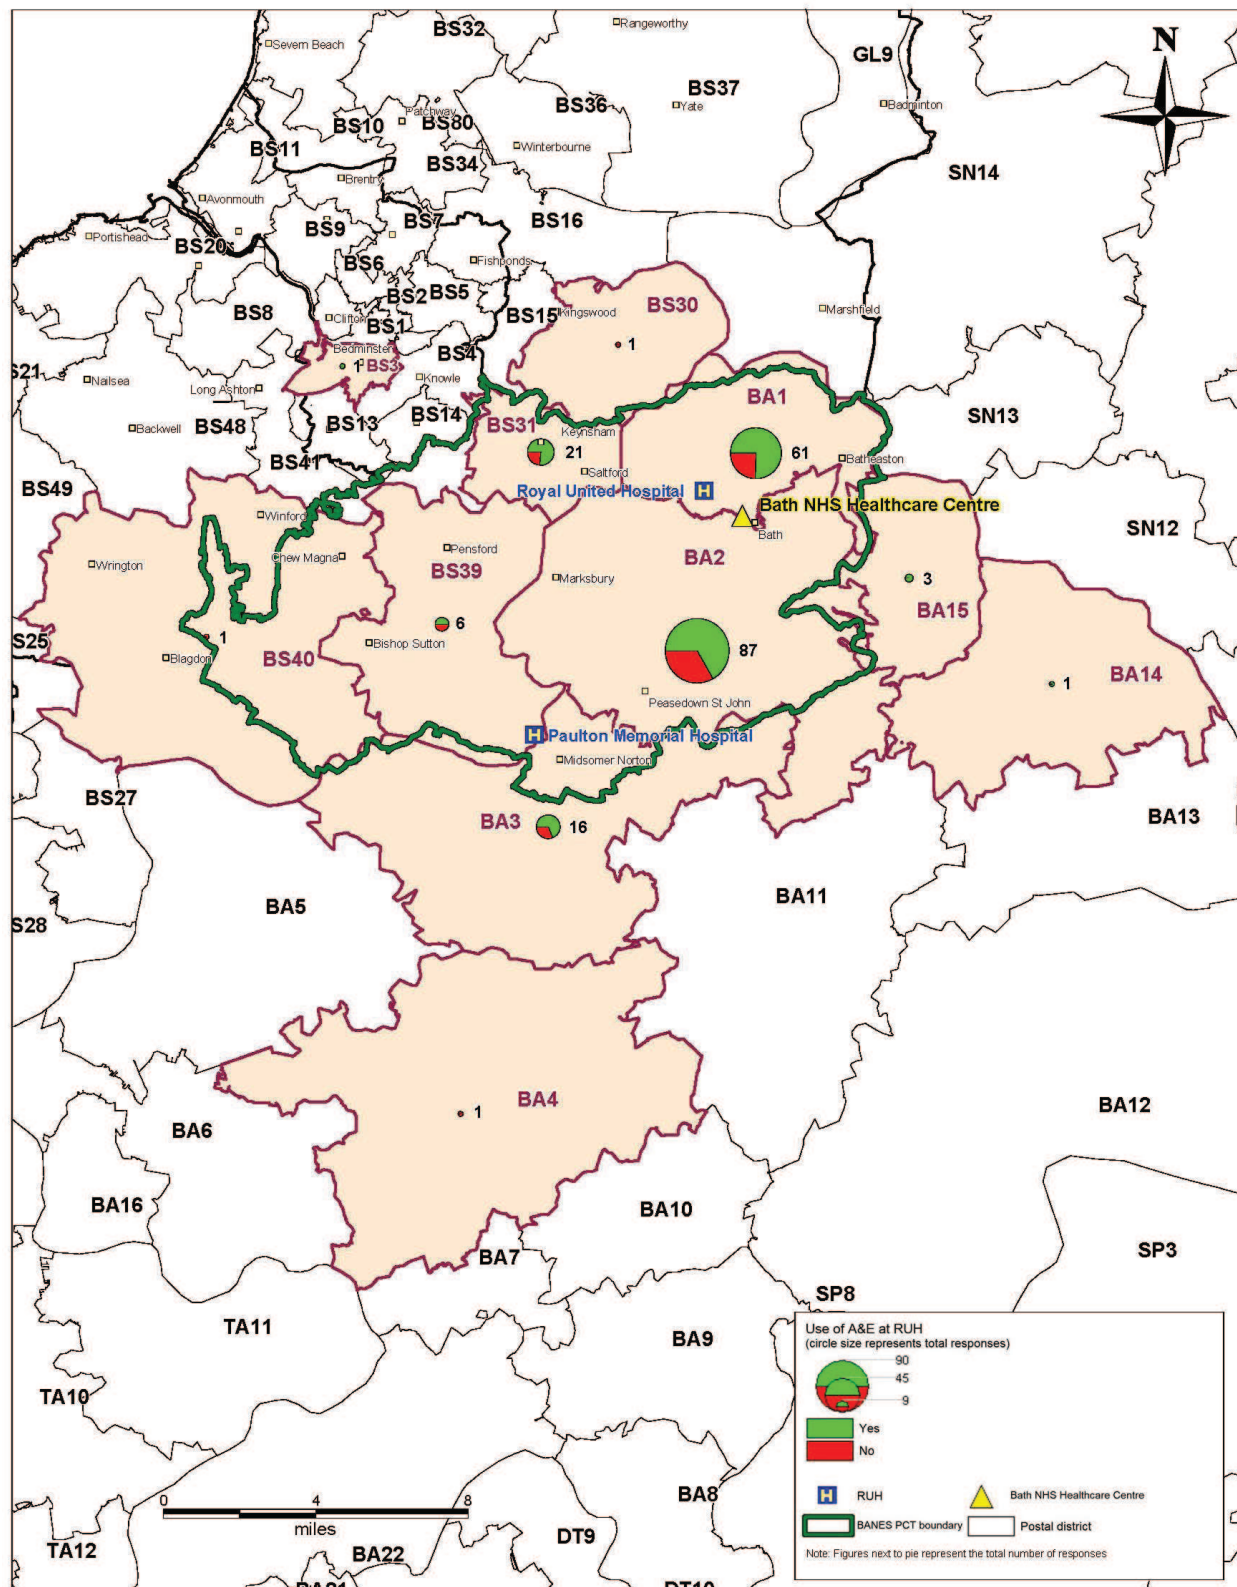 BS32
Rangeworthy
Severn Beach
GL9
N
BS37
BS36
Yate
Badminton
Patchway
BS10
BS80
BS11
Winterbourne
BS34
SN14
Brentry
Avonmouth
BS7
BS16
BS9
Portishead
BS20
BS6
Fishponds
BS2
BS5
BS30
BS8
BS15
Kingswood
Marshfield
Clifton
BS1
Bedminster
BS4
1
S21
1
BS3
Knowle
Nailsea
Long Ashton
BA1
BS14
SN13
BS48
BS13
BS31
Backwell
Keynsham
21
61
Batheaston
BS41
Saltford
BS49
Royal United Hospital
H
Bath NHS Healthcare Centre
Winford
SN12
Bath
Chew Magna
Pensford
BS39
BA2
Wrington
Marksbury
3
BA15
6
1
S25
Bishop Sutton
BS40
87
Blagdon
BA14
1
Peasedown St John
H
Paulton Memorial Hospital
Midsomer Norton
BS27
BA13
BA3
16
BA5
BA11
S28
BA4
1
BA12
BA6
BA16
BA10
BA7
SP3
SP8
TA11
BA9
TA10
BA8
0
4
8
miles
DT9
TA12
BA22
BA21
DT10
Use of A&E at RUH
(circle size represents total responses)
90
45
9
Yes
No
H
RUH
Bath NHS Healthcare Centre
BANES PCT boundary
Postal district
Note: Figures next to pie represent the total number of responses